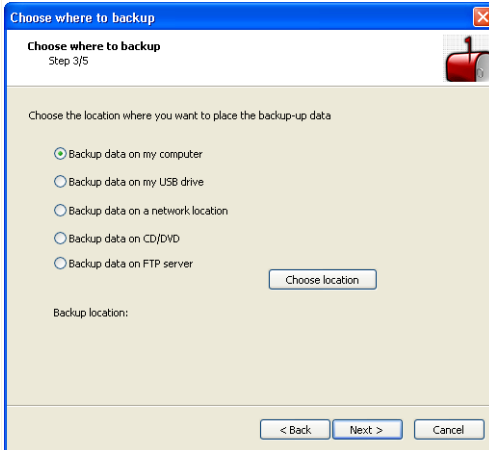 Choose where to backup
Choose where to backup
Step 3/5
Choose the location where you want to place the backup-up data
Backup data on my computer
Backup data on my USB drive
Backup data on a network location
Backup data on CD/DVD
Backup data on FTP server
Choose location
Backup location:
< Back Next > Cancel